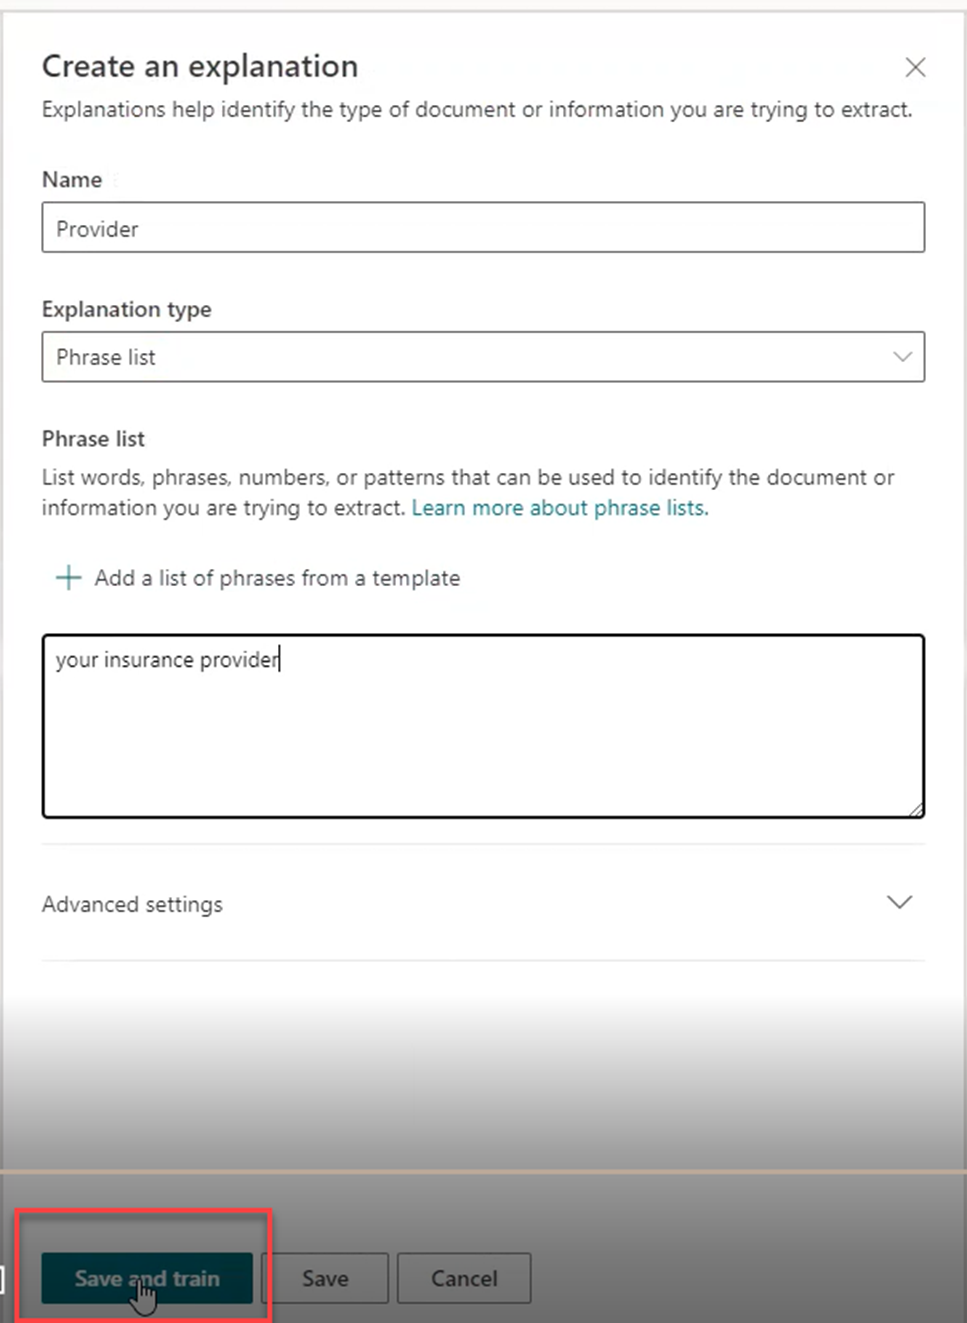 Create an explanation
Explanations help identify the type of document or information you are trying to extract.
Name
Provider
Explanation type
Phrase list
Phrase list
List words, phrases, numbers, or patterns that can be used to identify the document or
information you are trying to extract. Learn more about phrase lists.
Add a list of phrases from a template
your insurance provider
Advanced settings
Save and train Save Cancel